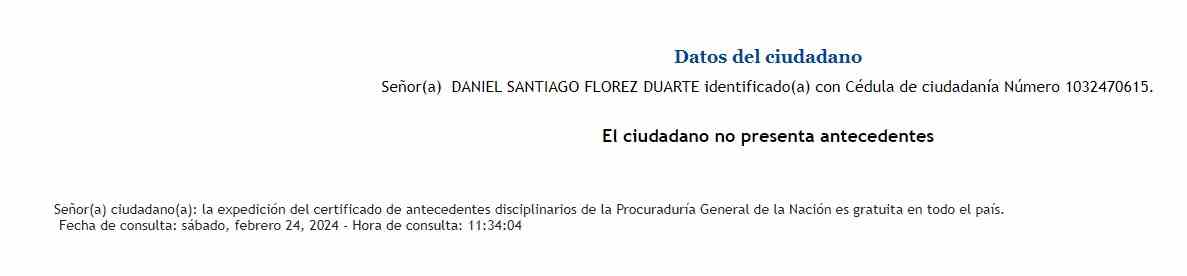 Datos del ciudadano
Señor(a) DANIEL SANTIAGO FLOREZ DUARTE identificado(a) con Cédula de ciudadanía Número 1032470615.
El ciudadano no presenta antecedentes
Señor(a) ciudadano(a): la expedición del certificado de antecedentes disciplinarios de la Procuraduría General de la Nación es gratuita en todo el país.
Fecha de consulta: sábado, febrero 24, 2024 - Hora de consulta: 11:34:04